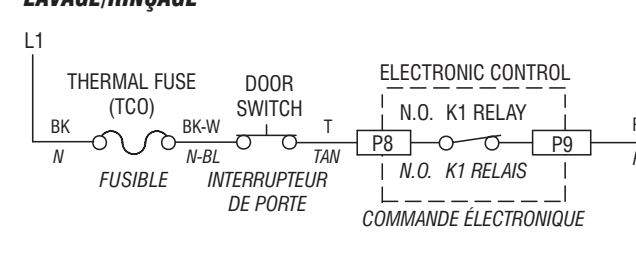 LAVAGE/RINÇAGE
L1
THERMAL FUSE
(TCO)
DOOR
SWITCH
ELECTRONIC CONTROL
N.O. K1 RELAY
BK
BK-W
T
P8
P9
N
N-BL
TAN
N.O. K1 RELAIS
FUSIBLE
INTERRUPTEUR
DE PORTE
COMMANDE ÉLECTRONIQUE